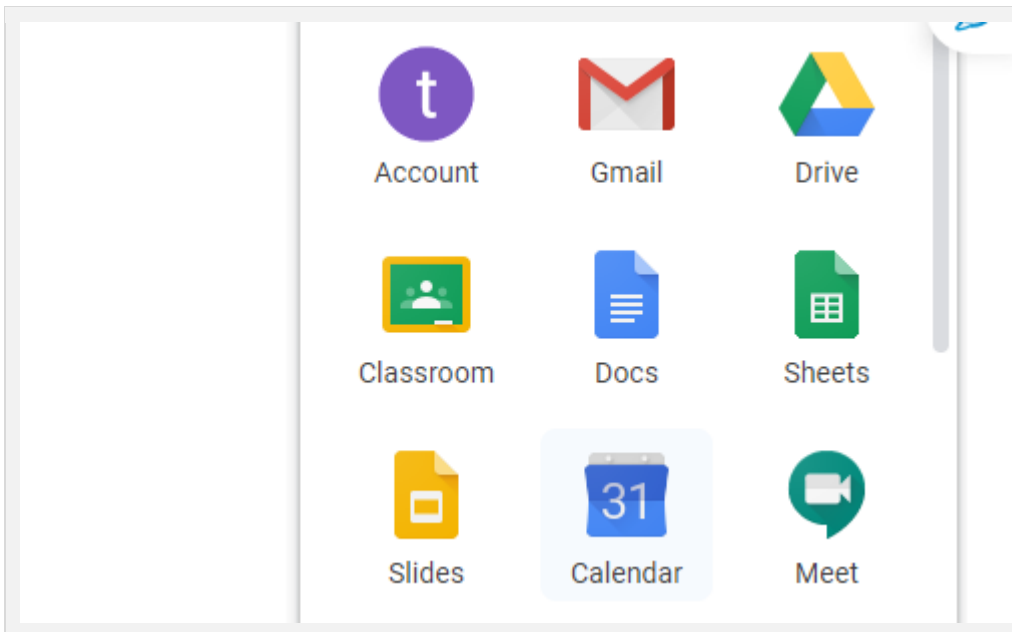 t
Account Gmail Drive
Classroom Docs Sheets
31
Slides Calendar Meet